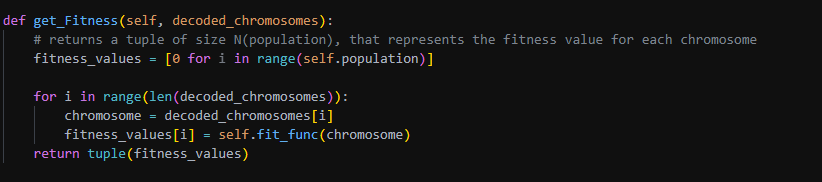 def get_Fitness(self, decoded_chromosomes):
    # returns a tuple of size N(population), that represents the fitness value for each chromosome
    fitness_values = [0 for i in range(self.population)]

    for i in range(len(decoded_chromosomes)):
        chromosome = decoded_chromosomes[i]
        fitness_values[i] = self.fit_func(chromosome)
    return tuple(fitness_values)